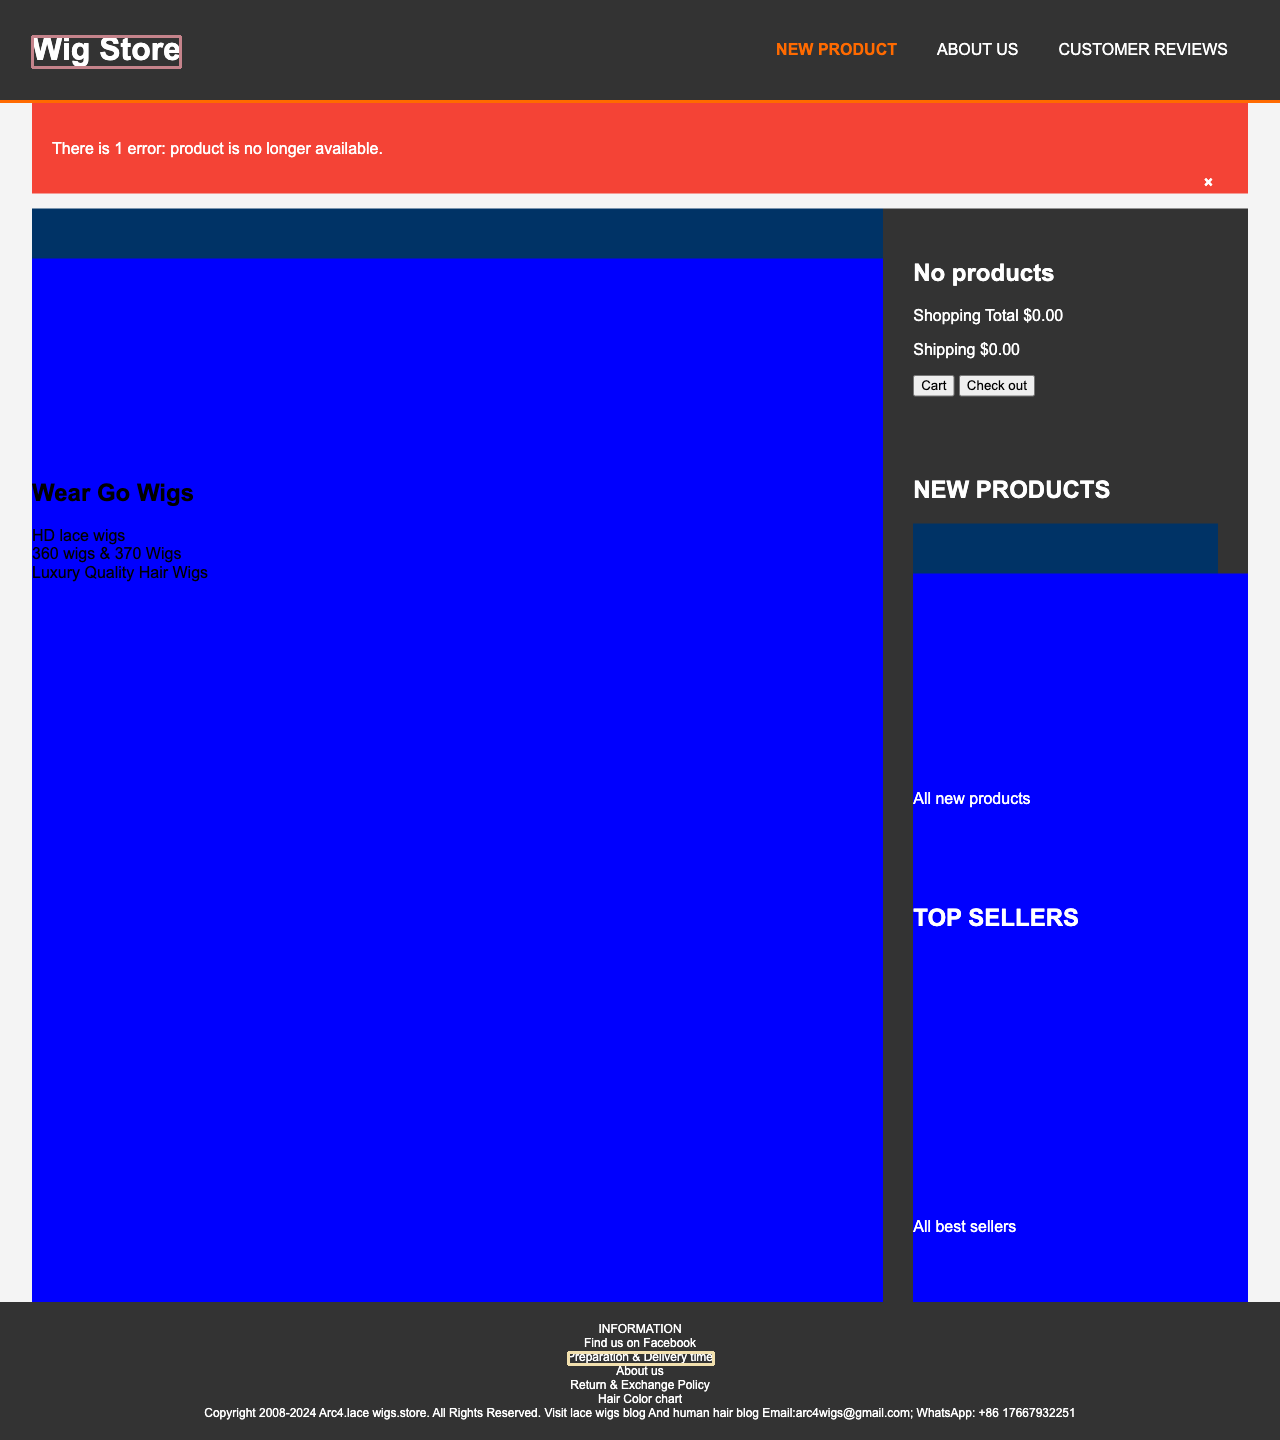 Wig Store
NEW PRODUCT
ABOUT US
CUSTOMER REVIEWS
There is 1 error: product is no longer available.
×
No products
Shopping Total $0.00
Shipping $0.00
Cart
Check out
Wear Go Wigs
HD lace wigs
360 wigs & 370 Wigs
Luxury Quality Hair Wigs
NEW PRODUCTS
All new products
TOP SELLERS
All best sellers
INFORMATION
Find us on Facebook
Preparation & Delivery time
About us
Return & Exchange Policy
Hair Color chart
Copyright 2008-2024 Arc4.lace wigs.store. All Rights Reserved. Visit lace wigs blog And human hair blog Email:arc4wigs@gmail.com; WhatsApp: +86 17667932251